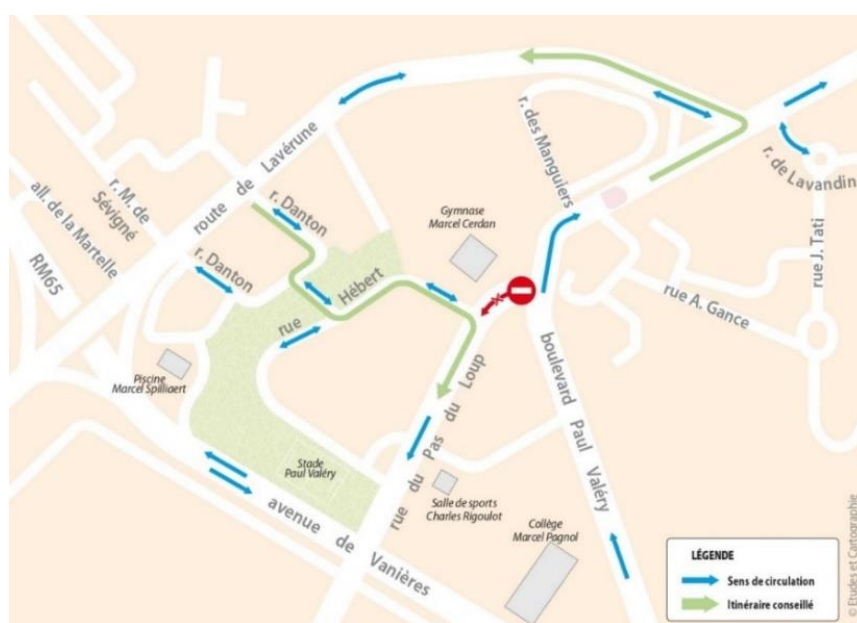 route de Lavérune
r. des Manguiers
r. de Lavandin
rue J. Tati
r. M. de
Sévigné
all. de la Martelle
RM65
r. Danton
r. Danton
Gymnase
Marcel Cerdan
rue Hébert
rue A. Gance
Piscine
Marcel Spilliaert
boulevard Paul Valéry
rue du Pas du Loup
Stade
Paul Valéry
avenue de Vanières
Salle de sports
Charles Rigoulot
Collège
Marcel Pagnol
LÉGENDE
Sens de circulation
Itinéraire conseillé
© Etudes et Cartographie